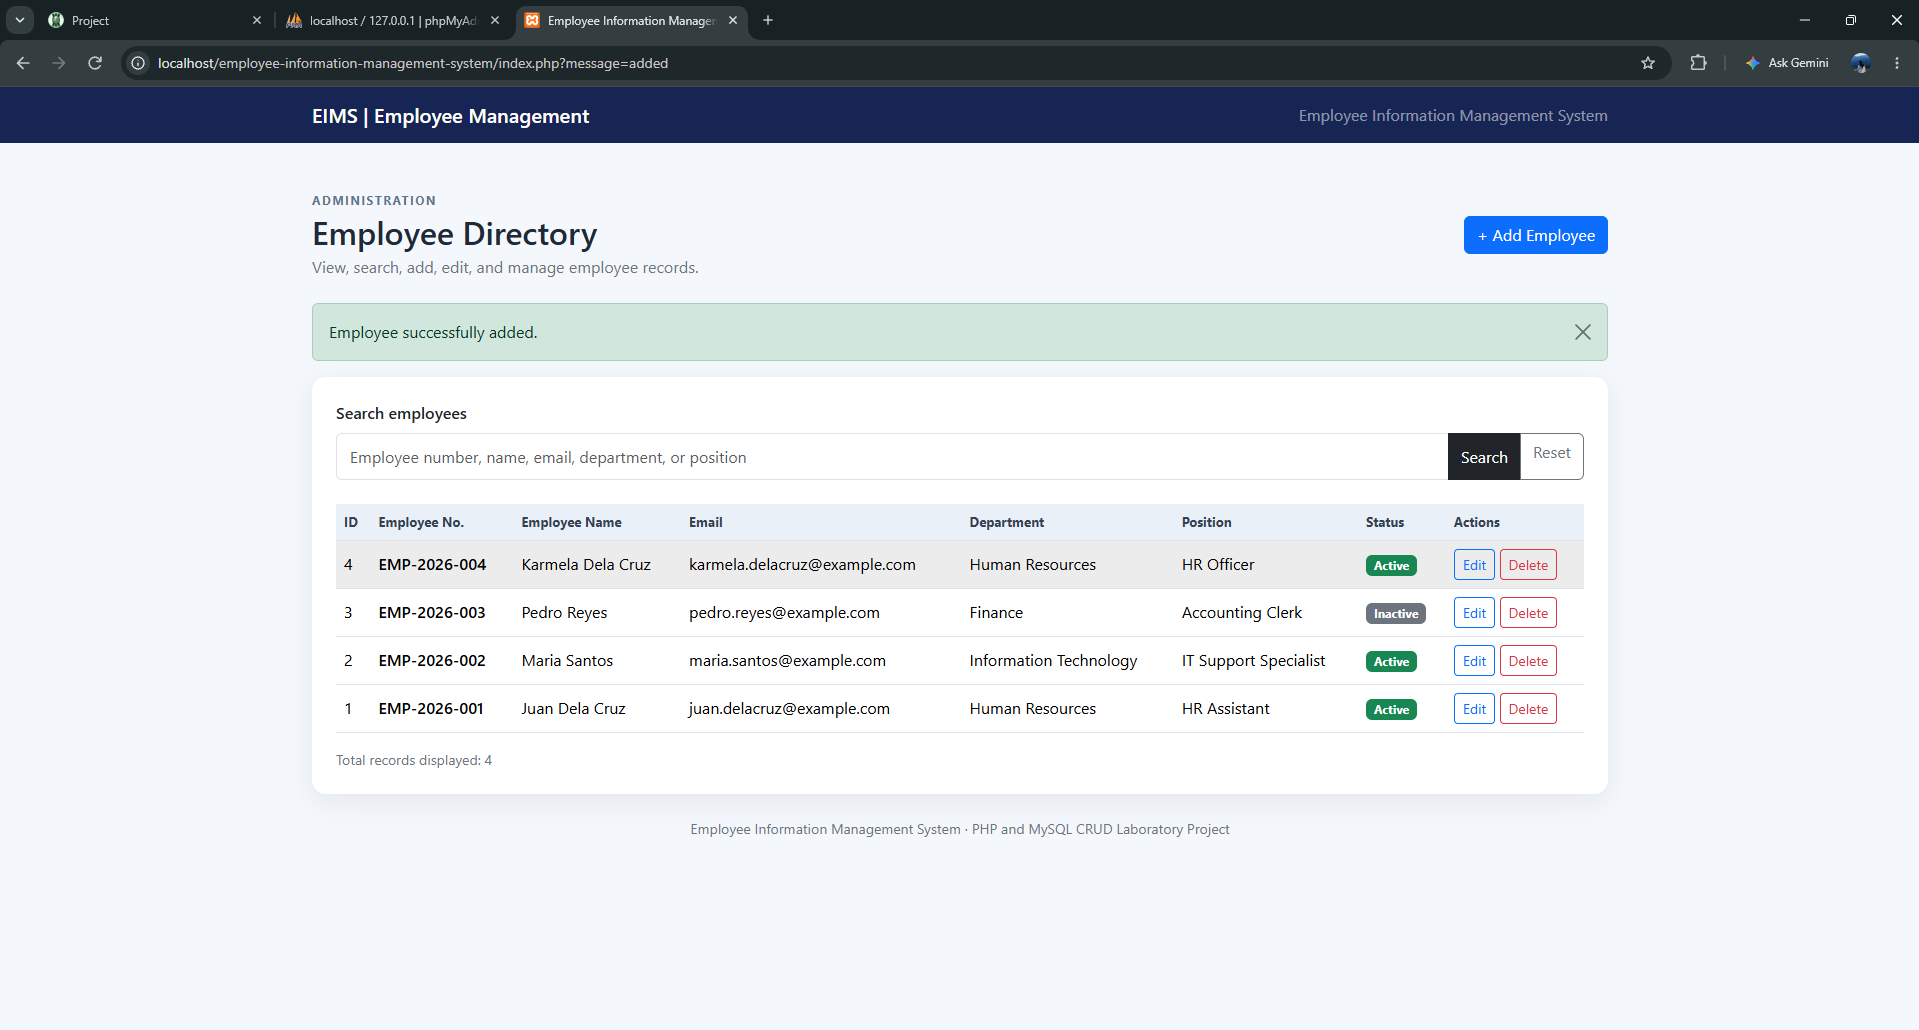 Project
localhost / 127.0.0.1 | phpMyAd
Employee Information Manager
localhost/employee-information-management-system/index.php?message=added
Ask Gemini
EIMS | Employee Management
Employee Information Management System
ADMINISTRATION
Employee Directory
View, search, add, edit, and manage employee records.
+ Add Employee
Employee successfully added.
Search employees
Employee number, name, email, department, or position
Search
Reset
ID Employee No. Employee Name Email Department Position Status Actions
4 EMP-2026-004 Karmela Dela Cruz karmela.delacruz@example.com Human Resources HR Officer Active Edit Delete
3 EMP-2026-003 Pedro Reyes pedro.reyes@example.com Finance Accounting Clerk Inactive Edit Delete
2 EMP-2026-002 Maria Santos maria.santos@example.com Information Technology IT Support Specialist Active Edit Delete
1 EMP-2026-001 Juan Dela Cruz juan.delacruz@example.com Human Resources HR Assistant Active Edit Delete
Total records displayed: 4
Employee Information Management System · PHP and MySQL CRUD Laboratory Project